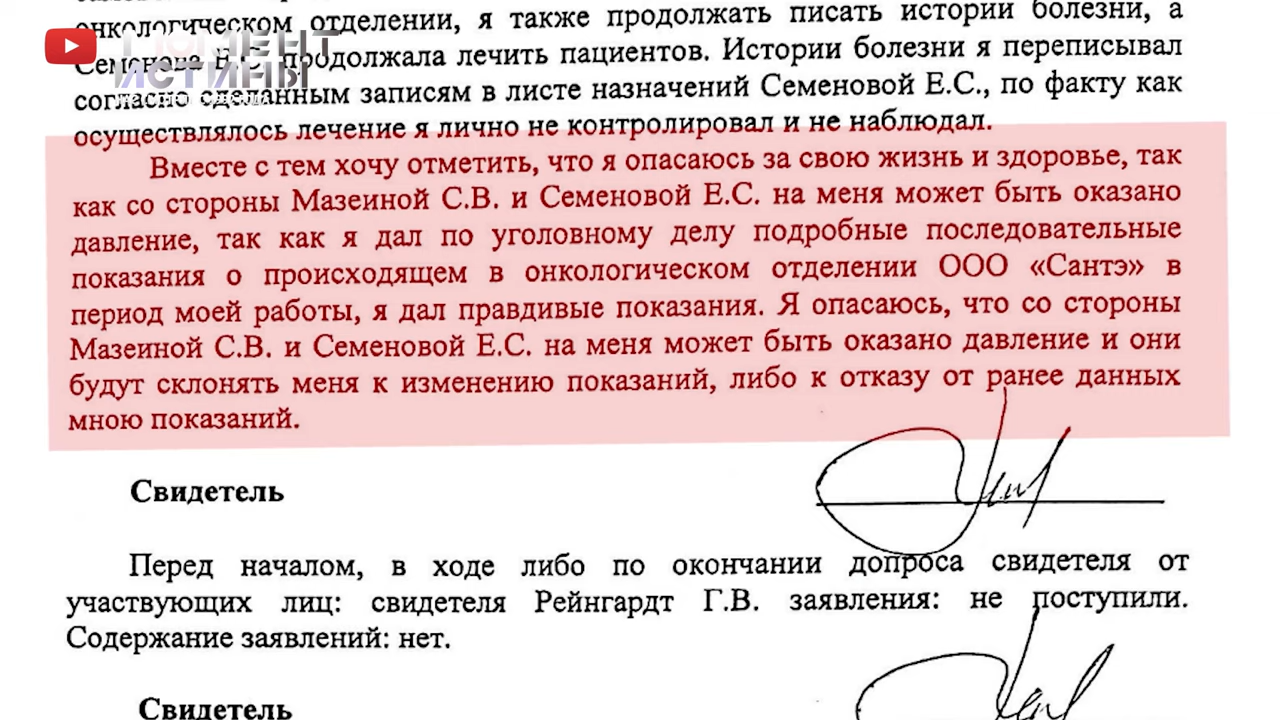 онкологическом отделении, я также продолжать писать истории болезни, а
Семенова Е.С. продолжала лечить пациентов. Истории болезни я переписывал
согласно сделанным записям в листе назначений Семеновой Е.С., по факту как
осуществлялось лечение я лично не контролировал и не наблюдал.
Вместе с тем хочу отметить, что я опасаюсь за свою жизнь и здоровье, так
как со стороны Мазеиной С.В. и Семеновой Е.С. на меня может быть оказано
давление, так как я дал по уголовному делу подробные последовательные
показания о происходящем в онкологическом отделении ООО «Сантэ» в
период моей работы, я дал правдивые показания. Я опасаюсь, что со стороны
Мазеиной С.В. и Семеновой Е.С. на меня может быть оказано давление и они
будут склонять меня к изменению показаний, либо к отказу от ранее данных
мною показаний.
Свидетель
Перед началом, в ходе либо по окончании допроса свидетеля от
участвующих лиц: свидетеля Рейнгардт Г.В. заявления: не поступили.
Содержание заявлений: нет.
Свидетель
МОМЕНТ
ИСТИНЫ